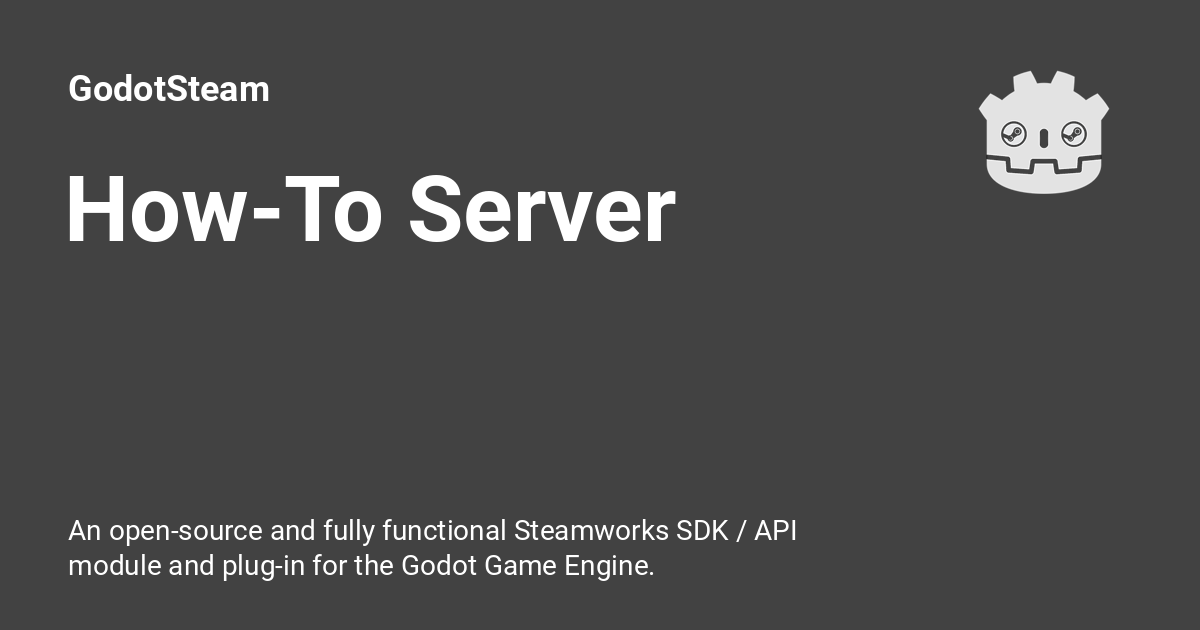 GodotSteam
How-To Server
An open-source and fully functional Steamworks SDK / API
module and plug-in for the Godot Game Engine.